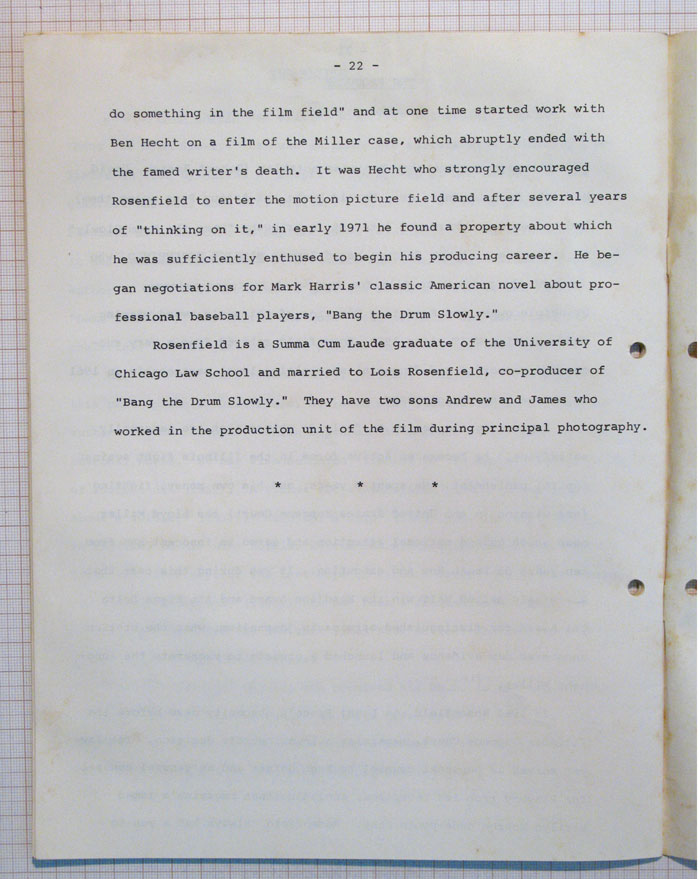 - 22 -
do something in the film field" and at one time started work with
Ben Hecht on a film of the Miller case, which abruptly ended with
the famed writer's death.  It was Hecht who strongly encouraged
Rosenfield to enter the motion picture field and after several years
of "thinking on it," in early 1971 he found a property about which
he was sufficiently enthused to begin his producing career.  He be-
gan negotiations for Mark Harris' classic American novel about pro-
fessional baseball players, "Bang the Drum Slowly."
Rosenfield is a Summa Cum Laude graduate of the University of
Chicago Law School and married to Lois Rosenfield, co-producer of
"Bang the Drum Slowly."  They have two sons Andrew and James who
worked in the production unit of the film during principal photography.
* * *